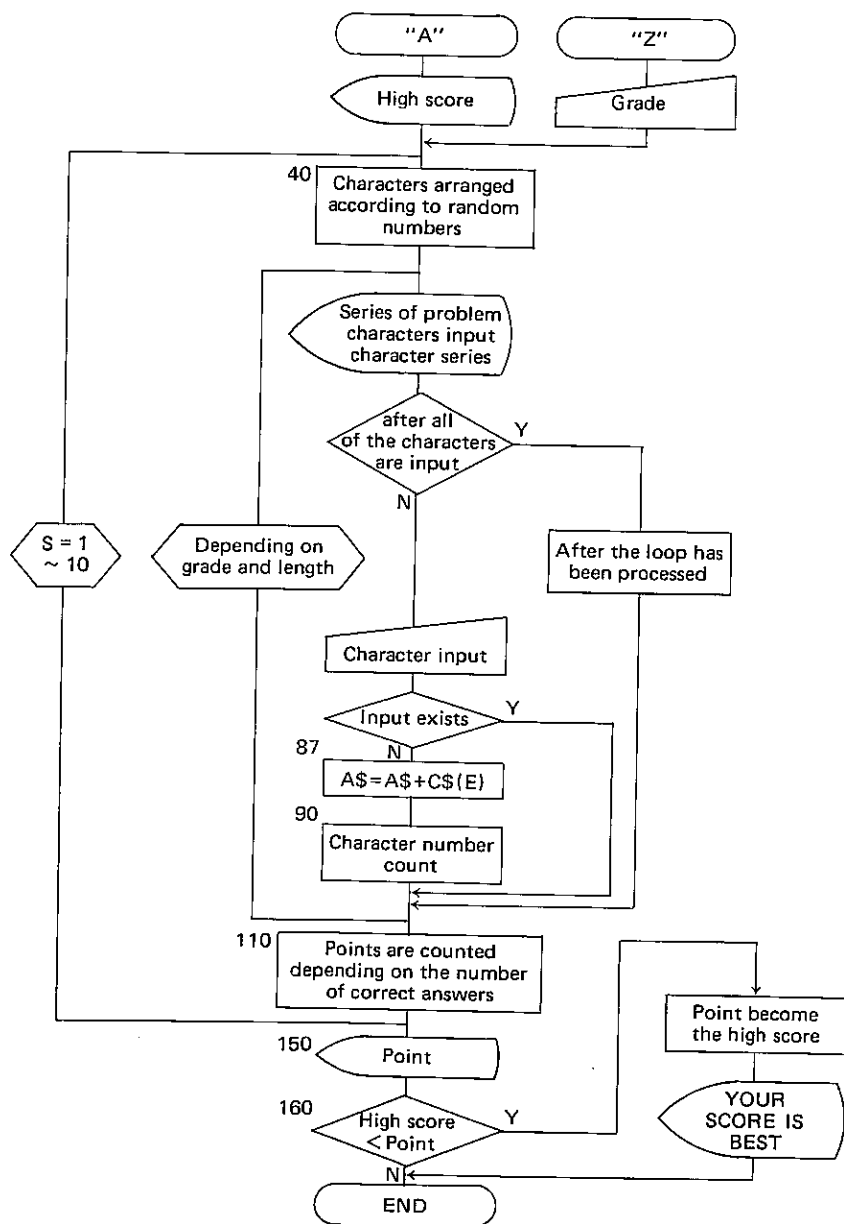 "A"
"Z"
High score
Grade
40
Characters arranged
according to random
numbers
Series of problem
characters input
character series
after all
of the characters
are input
Y
N
S = 1
~ 10
Depending on
grade and length
After the loop has
been processed
Character input
Input exists
Y
87
N
A$=A$+C$(E)
90
Character number
count
110
Points are counted
depending on the number
of correct answers
Point become
the high score
150
Point
160
High score
< Point
Y
YOUR
SCORE IS
BEST
N
END